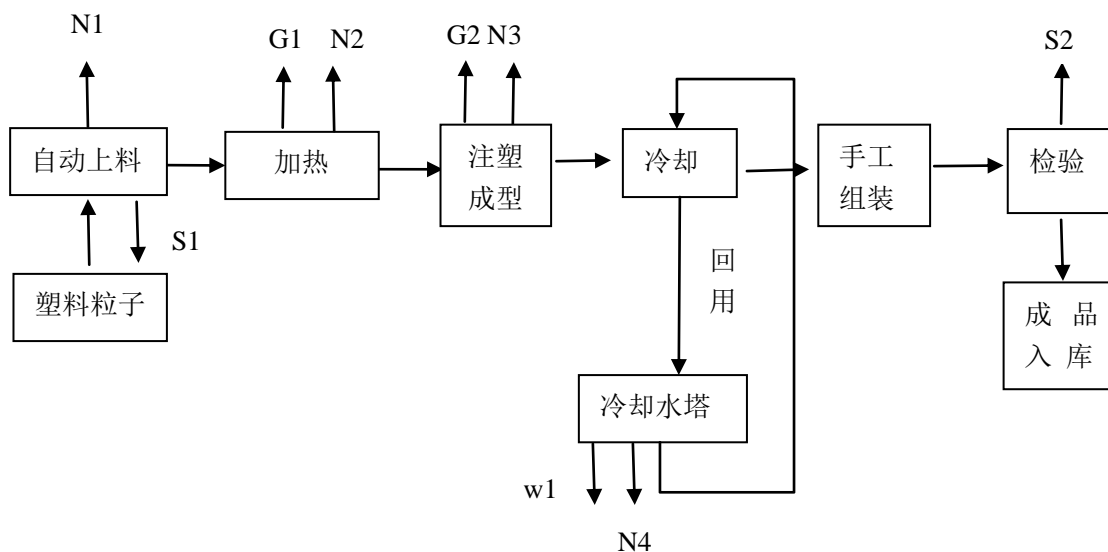 N1
G1
N2
G2
N3
S2
自动上料
加热
注塑
成型
冷却
手工
组装
检验
S1
塑料粒子
回
用
成 品
入 库
冷却水塔
w1
N4